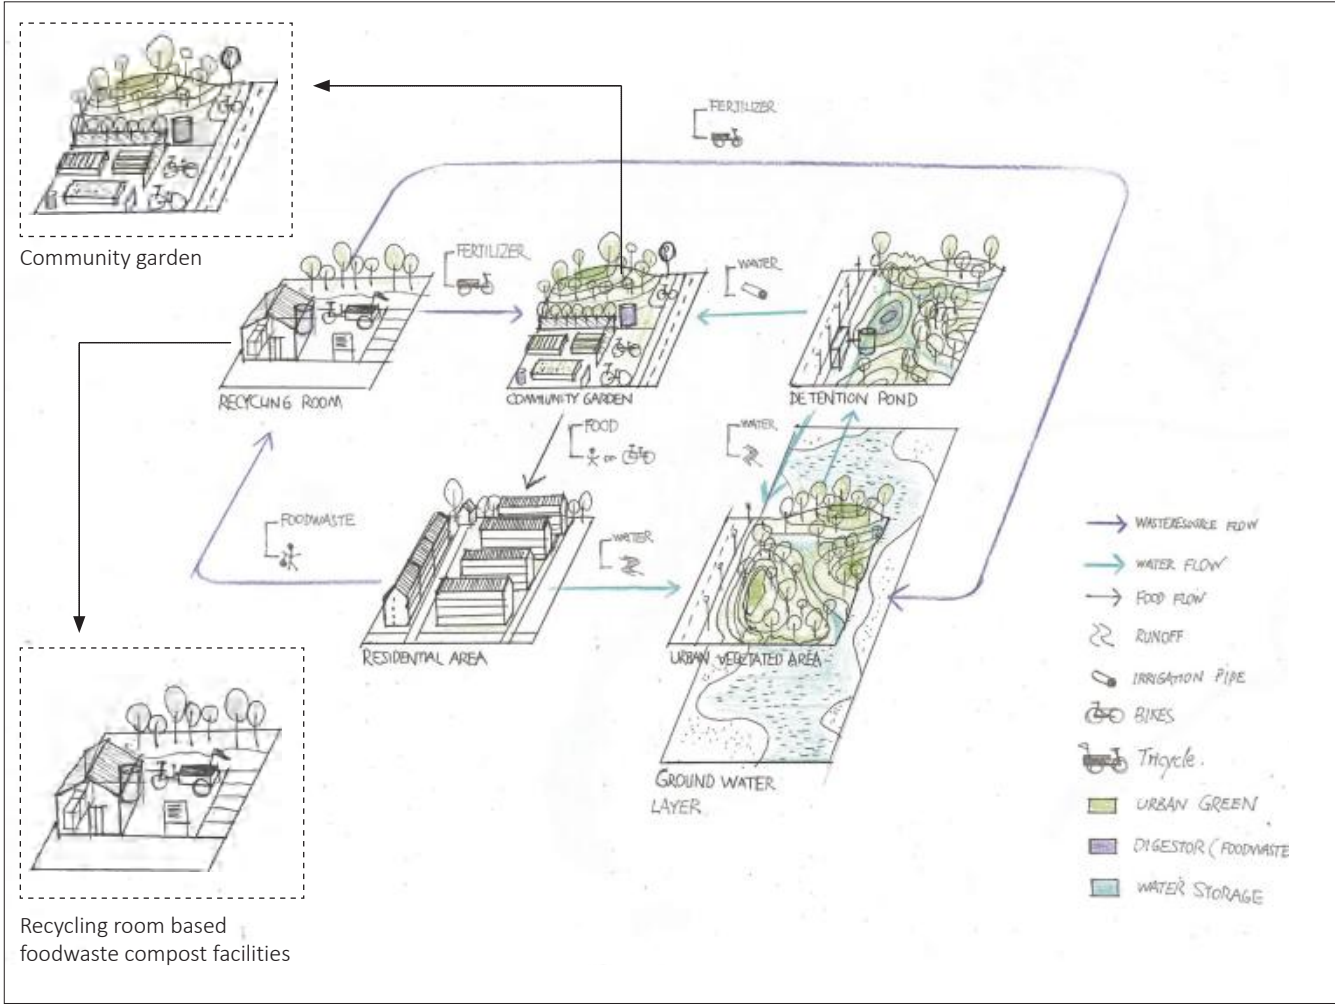 FERTILIZER
Community garden
FERTILIZER
WATER
RECYCLING ROOM
COMMUNITY GARDEN
DETENTION POND
FOOD
OR
WATER
FOODWASTE
WATER
RESIDENTIAL AREA
URBAN VEGETATED AREA
GROUND WATER
LAYER
WASTERESOURCE FLOW
WATER FLOW
FOOD FLOW
RUNOFF
IRRIGATION PIPE
BIKES
Tricycle.
URBAN GREEN
DIGESTOR (FOODWASTE
WATER STORAGE
Recycling room based
foodwaste compost facilities